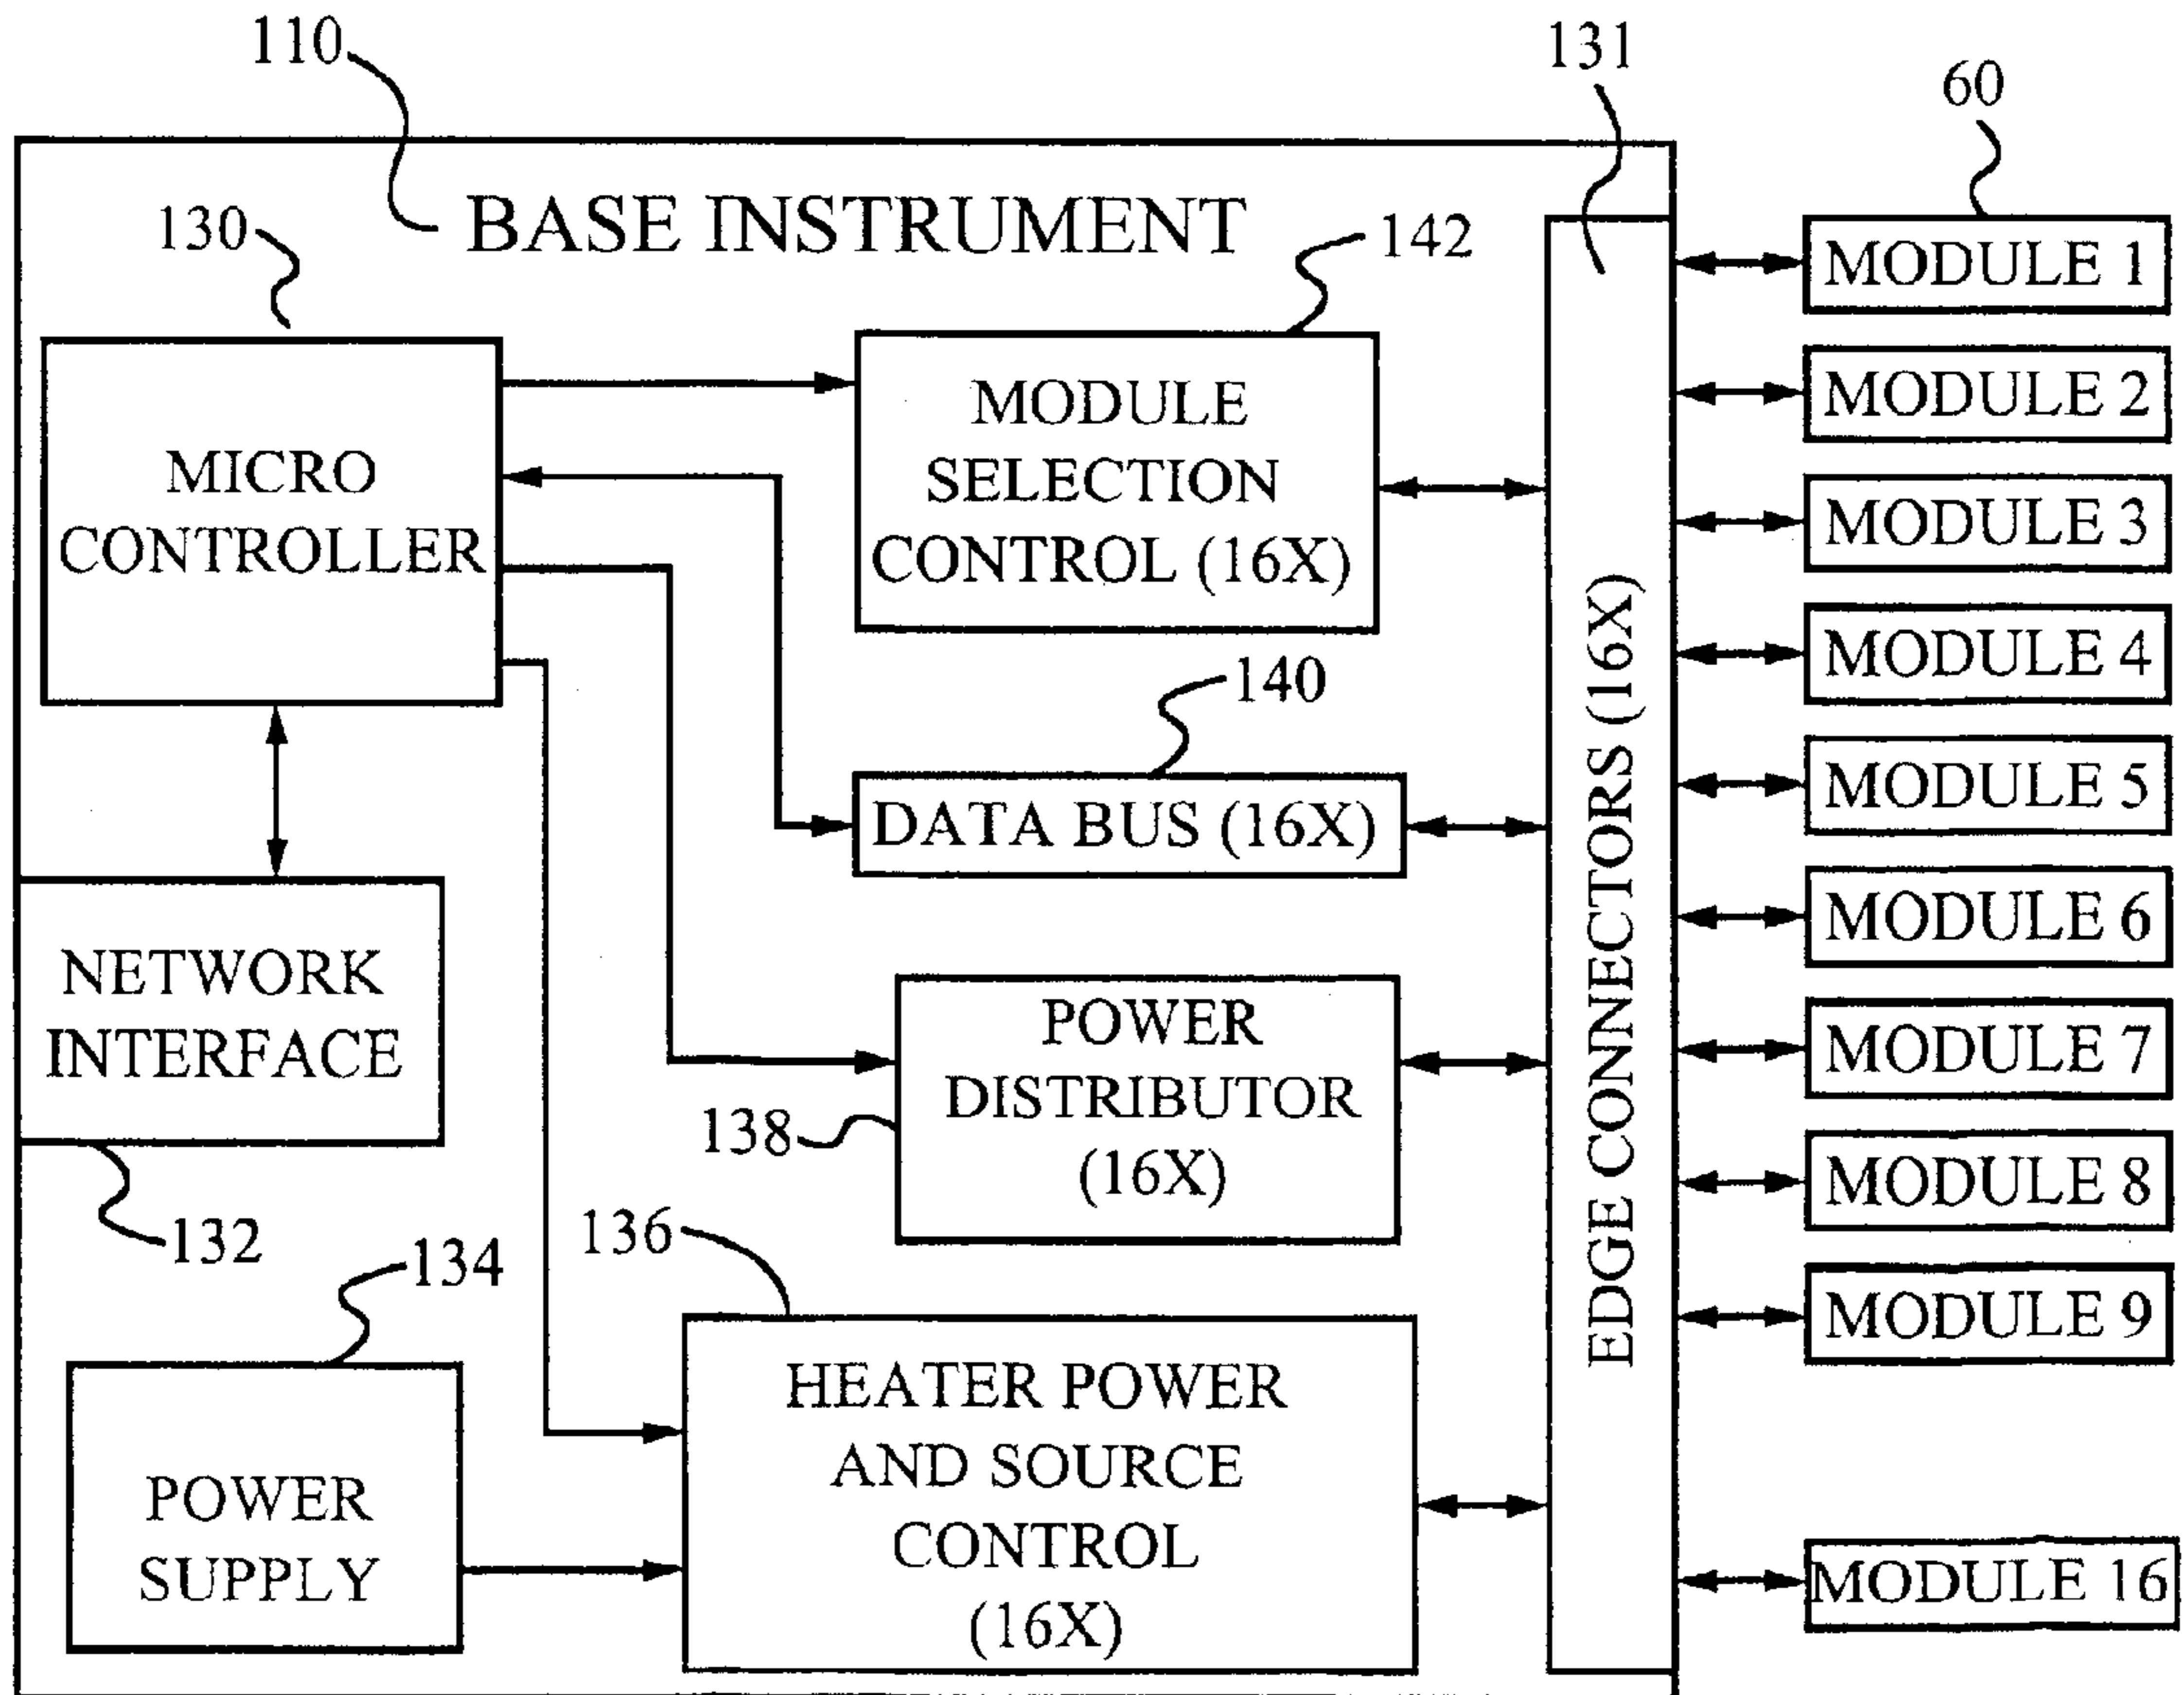 110
131
60
BASE INSTRUMENT
130
142
MICRO
CONTROLLER
MODULE
SELECTION
CONTROL (16X)
140
DATA BUS (16X)
NETWORK
INTERFACE
132
POWER
DISTRIBUTOR
(16X)
138
134
POWER
SUPPLY
136
HEATER POWER
AND SOURCE
CONTROL
(16X)
EDGE CONNECTORS (16X)
MODULE 1
MODULE 2
MODULE 3
MODULE 4
MODULE 5
MODULE 6
MODULE 7
MODULE 8
MODULE 9
MODULE 16